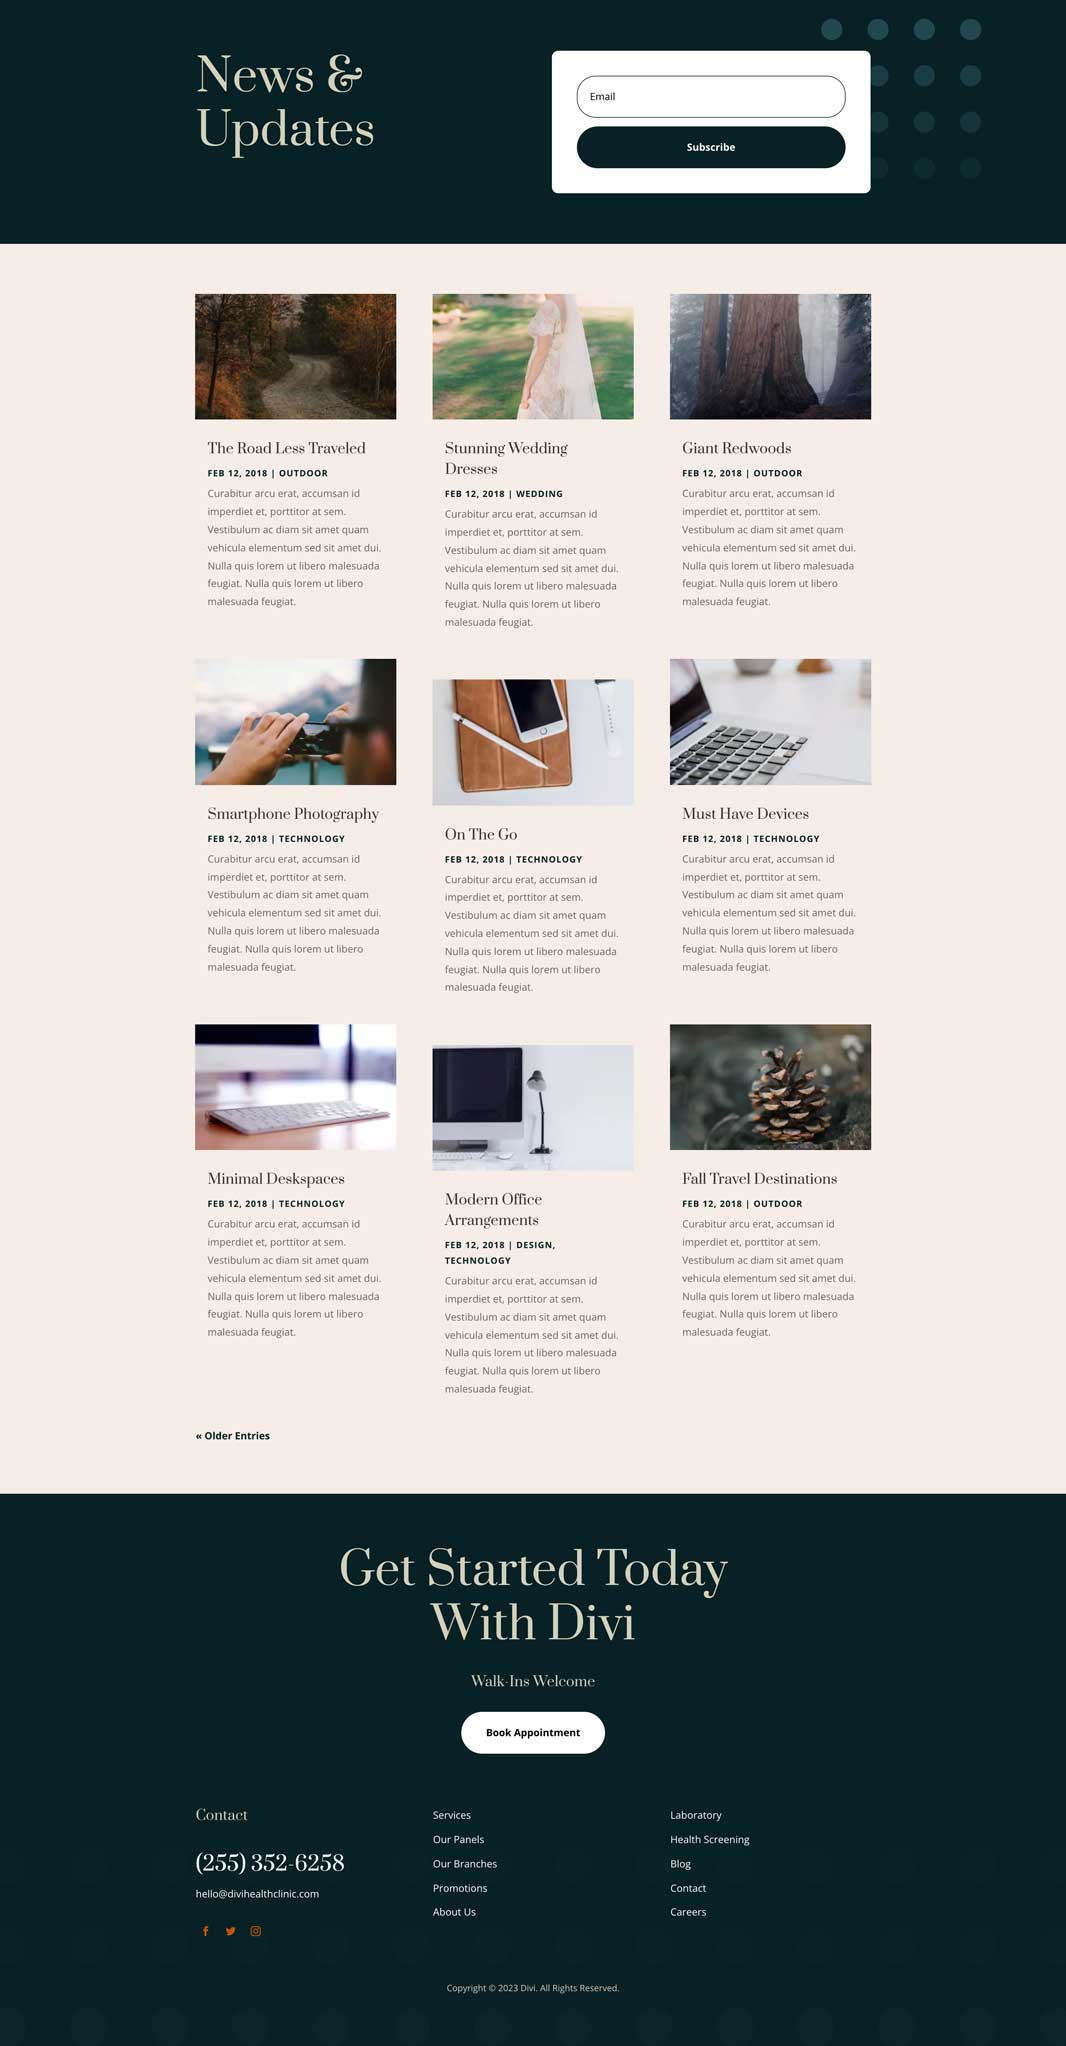 News &
Updates
Email
Subscribe
The Road Less Traveled
FEB 12, 2018 | OUTDOOR
Curabitur arcu erat, accumsan id
imperdiet et, porttitor at sem.
Vestibulum ac diam sit amet quam
vehicula elementum sed sit amet dui.
Nulla quis lorem ut libero malesuada
feugiat. Nulla quis lorem ut libero
malesuada feugiat.
Stunning Wedding
Dresses
FEB 12, 2018 | WEDDING
Curabitur arcu erat, accumsan id
imperdiet et, porttitor at sem.
Vestibulum ac diam sit amet quam
vehicula elementum sed sit amet dui.
Nulla quis lorem ut libero malesuada
feugiat. Nulla quis lorem ut libero
malesuada feugiat.
Giant Redwoods
FEB 12, 2018 | OUTDOOR
Curabitur arcu erat, accumsan id
imperdiet et, porttitor at sem.
Vestibulum ac diam sit amet quam
vehicula elementum sed sit amet dui.
Nulla quis lorem ut libero malesuada
feugiat. Nulla quis lorem ut libero
malesuada feugiat.
Smartphone Photography
FEB 12, 2018 | TECHNOLOGY
Curabitur arcu erat, accumsan id
imperdiet et, porttitor at sem.
Vestibulum ac diam sit amet quam
vehicula elementum sed sit amet dui.
Nulla quis lorem ut libero malesuada
feugiat. Nulla quis lorem ut libero
malesuada feugiat.
On The Go
FEB 12, 2018 | TECHNOLOGY
Curabitur arcu erat, accumsan id
imperdiet et, porttitor at sem.
Vestibulum ac diam sit amet quam
vehicula elementum sed sit amet dui.
Nulla quis lorem ut libero malesuada
feugiat. Nulla quis lorem ut libero
malesuada feugiat.
Must Have Devices
FEB 12, 2018 | TECHNOLOGY
Curabitur arcu erat, accumsan id
imperdiet et, porttitor at sem.
Vestibulum ac diam sit amet quam
vehicula elementum sed sit amet dui.
Nulla quis lorem ut libero malesuada
feugiat. Nulla quis lorem ut libero
malesuada feugiat.
Minimal Deskspaces
FEB 12, 2018 | TECHNOLOGY
Curabitur arcu erat, accumsan id
imperdiet et, porttitor at sem.
Vestibulum ac diam sit amet quam
vehicula elementum sed sit amet dui.
Nulla quis lorem ut libero malesuada
feugiat. Nulla quis lorem ut libero
malesuada feugiat.
Modern Office
Arrangements
FEB 12, 2018 | DESIGN,
TECHNOLOGY
Curabitur arcu erat, accumsan id
imperdiet et, porttitor at sem.
Vestibulum ac diam sit amet quam
vehicula elementum sed sit amet dui.
Nulla quis lorem ut libero malesuada
feugiat. Nulla quis lorem ut libero
malesuada feugiat.
Fall Travel Destinations
FEB 12, 2018 | OUTDOOR
Curabitur arcu erat, accumsan id
imperdiet et, porttitor at sem.
Vestibulum ac diam sit amet quam
vehicula elementum sed sit amet dui.
Nulla quis lorem ut libero malesuada
feugiat. Nulla quis lorem ut libero
malesuada feugiat.
« Older Entries
Get Started Today
With Divi
Walk-Ins Welcome
Book Appointment
Contact
(255) 352-6258
hello@divihealthclinic.com
Services
Our Panels
Our Branches
Promotions
About Us
Laboratory
Health Screening
Blog
Contact
Careers
Copyright © 2023 Divi. All Rights Reserved.